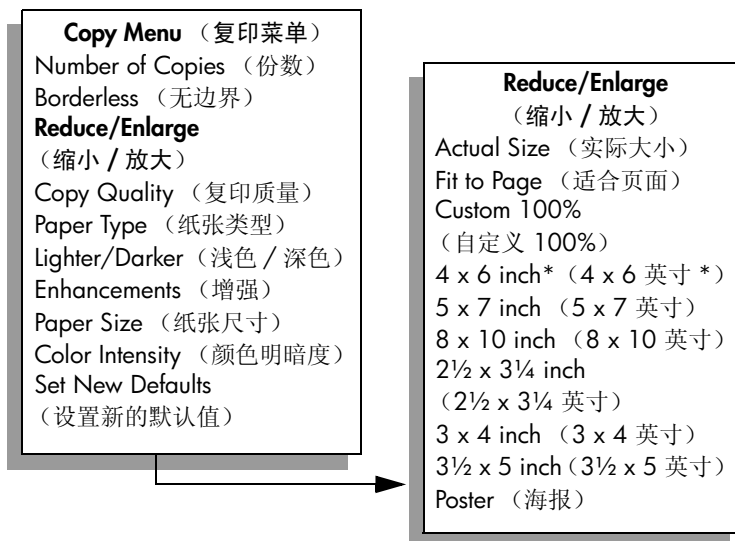 Copy Menu （复印菜单）
Number of Copies （份数）
Borderless （无边界）
Reduce/Enlarge
（缩小 / 放大）
Copy Quality （复印质量）
Paper Type （纸张类型）
Lighter/Darker（浅色 / 深色）
Enhancements （增强）
Paper Size （纸张尺寸）
Color Intensity （颜色明暗度）
Set New Defaults
（设置新的默认值）
Reduce/Enlarge
（缩小 / 放大）
Actual Size （实际大小）
Fit to Page （适合页面）
Custom 100%
（自定义 100%）
4 x 6 inch*（4 x 6 英寸 *）
5 x 7 inch （5 x 7 英寸）
8 x 10 inch （8 x 10 英寸）
2½ x 3¼ inch
（2½ x 3¼ 英寸）
3 x 4 inch （3 x 4 英寸）
3½ x 5 inch（3½ x 5 英寸）
Poster （海报）